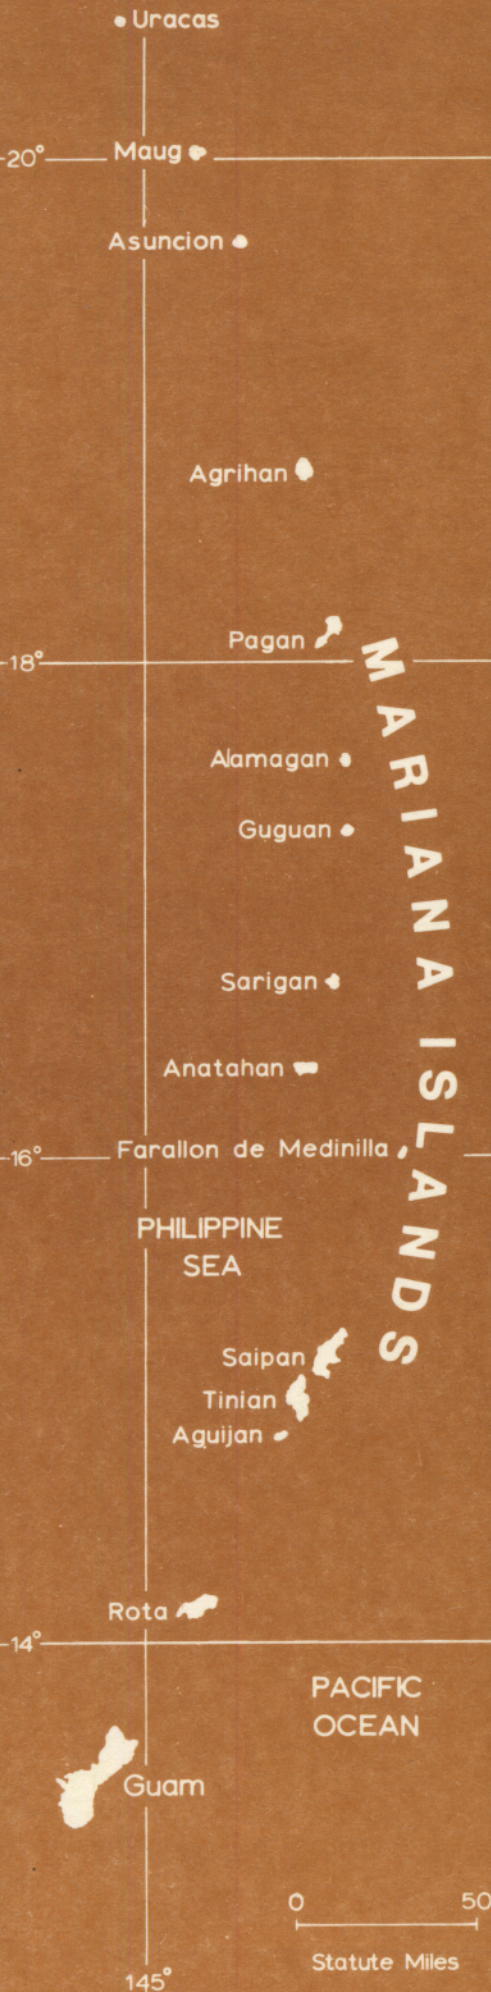 Uracas
20°
Maug
Asuncion
Agrihan
Pagan
18°
MARIANA ISLANDS
Alamagan
Guguan
Sarigan
Anatahan
Farallon de Medinilla
16°
PHILIPPINE
SEA
Saipan
Tinian
Aguijan
Rota
14°
PACIFIC
OCEAN
Guam
0 50
Statute Miles
145°